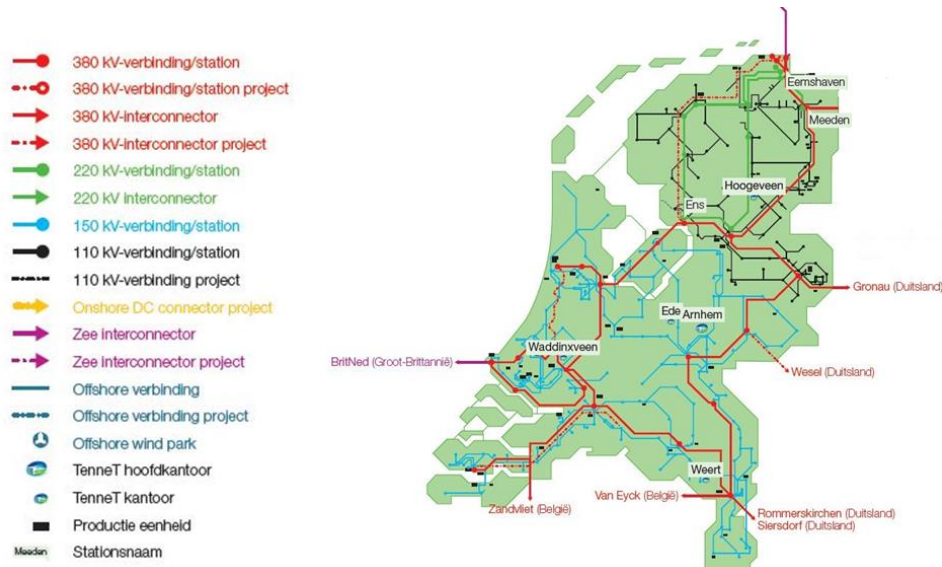 380 kV-verbinding/station
380 kV-verbinding/station project
380 kV-interconnector
380 kV-interconnector project
220 kV-verbinding/station
220 kV interconnector
150 kV-verbinding/station
110 kV-verbinding/station
110 kV-verbinding project
Onshore DC connector project
Zee interconnector
Zee interconnector project
Offshore verbinding
Offshore verbinding project
Offshore wind park
TenneT hoofdkantoor
TenneT kantoor
Productie eenheid
Meeden Stationsnaam
Eemshaven
Meeden
Hoogeveen
Ens
Gronau (Duitsland)
Ede Arnhem
Waddinxveen
BritNed (Groot-Brittannië)
Wesel (Duitsland)
Weert
Van Eyck (België)
Zandvliet (België)
Rommerskirchen (Duitsland)
Siersdorf (Duitsland)